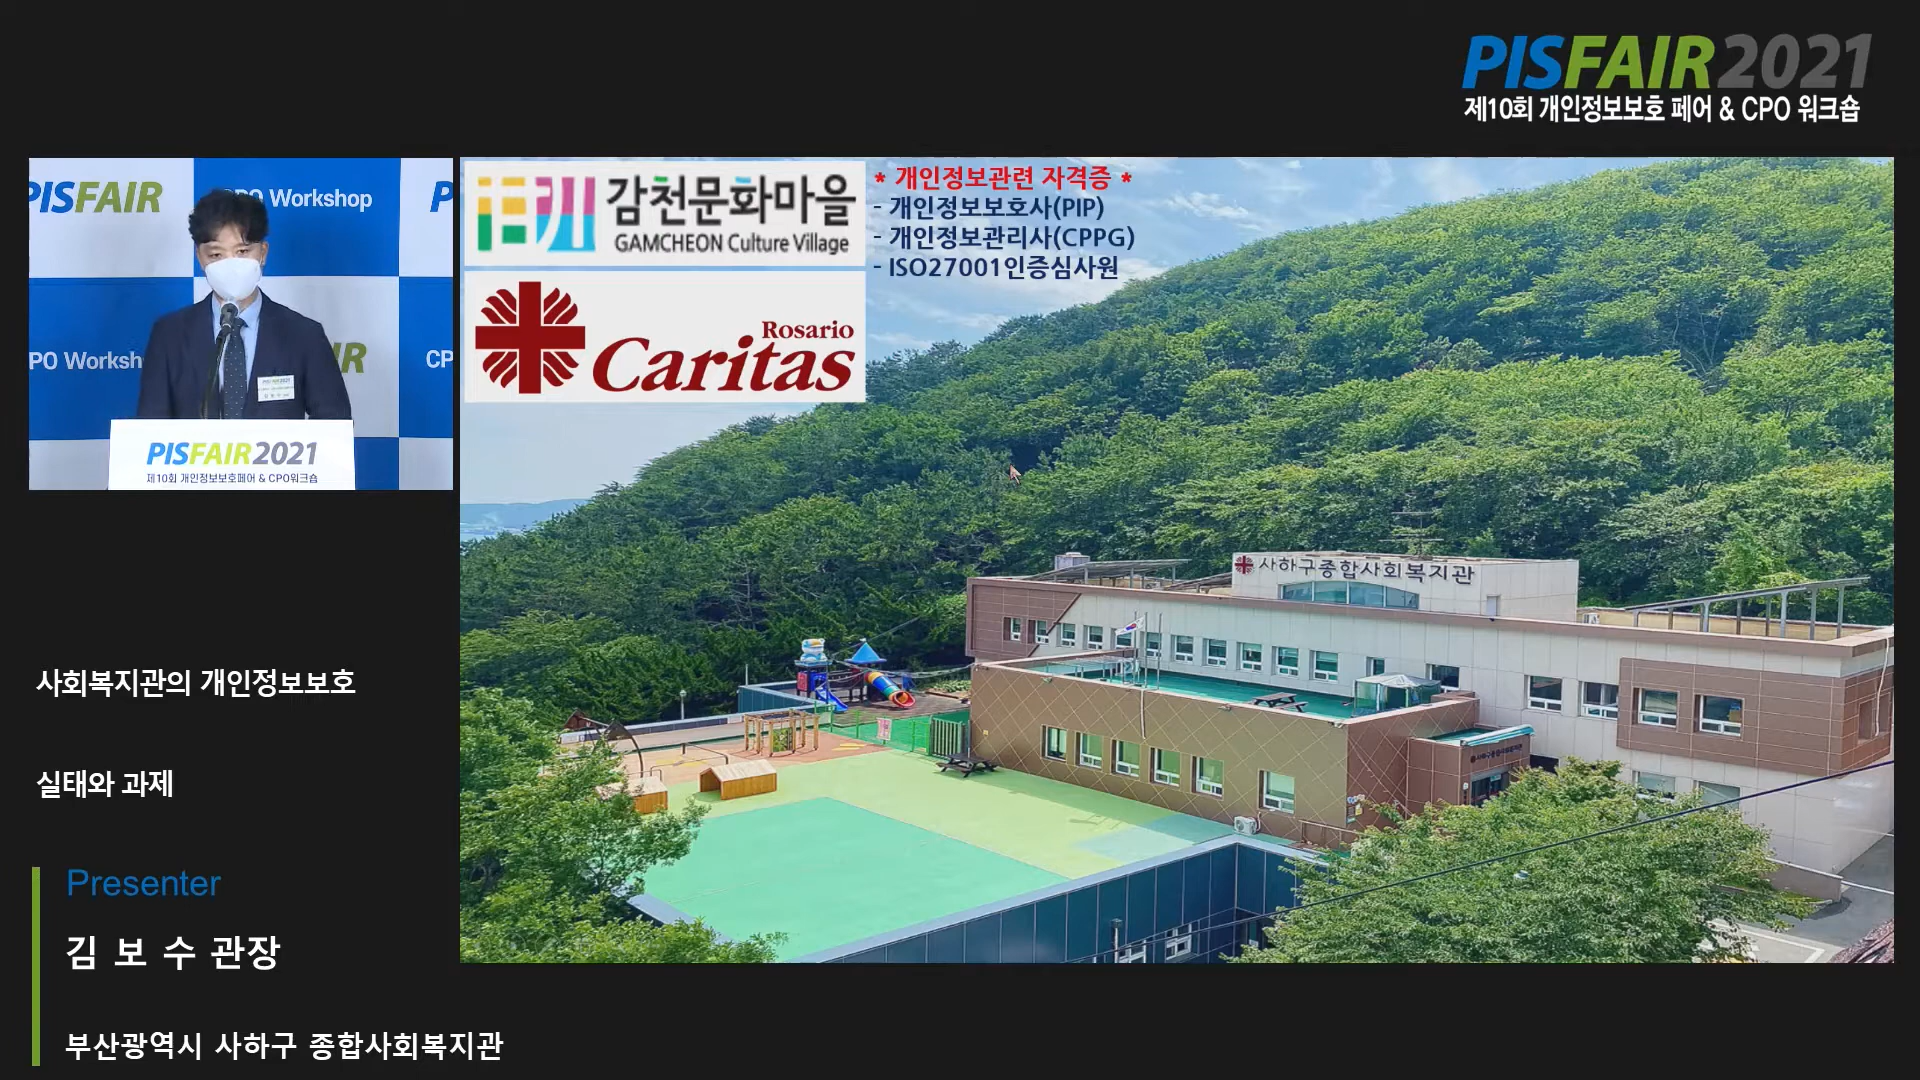 PISFAIR 2021
제10회 개인정보보호 페어 & CPO 워크숍
PISFAIR
CPO Workshop
P
PO Worksh
IR
CP
PISFAIR 2021
제10회 개인정보보호페어 & CPO워크숍
감천문화마을
GAMCHEON Culture Village
Rosario
Caritas
* 개인정보관련 자격증 *
- 개인정보보호사(PIP)
- 개인정보관리사(CPPG)
- ISO27001인증심사원
사하구종합사회복지관
사회복지관의 개인정보보호
실태와 과제
Presenter
김 보 수 관장
부산광역시 사하구 종합사회복지관